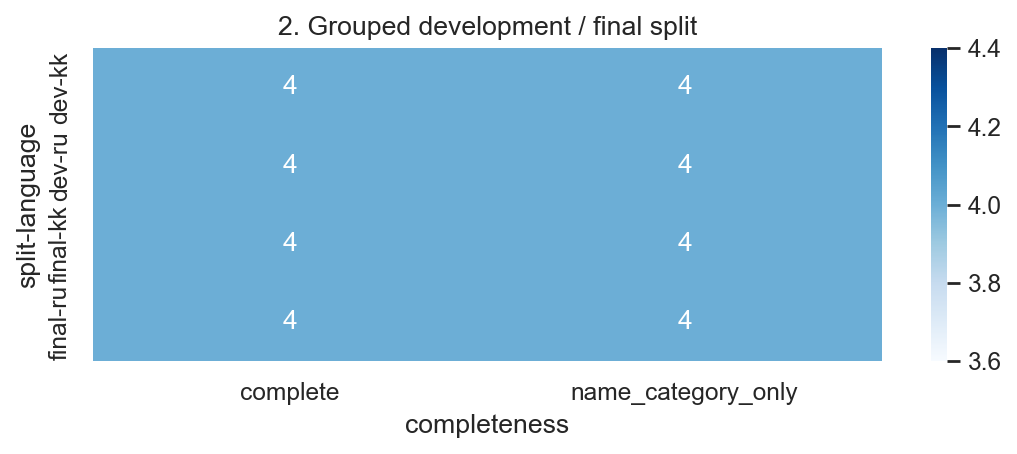 2. Grouped development / final split
split-language
dev-kk
dev-ru
final-kk
final-ru
4 4
4 4
4 4
4 4
complete name_category_only
completeness
4.4
4.2
4.0
3.8
3.6